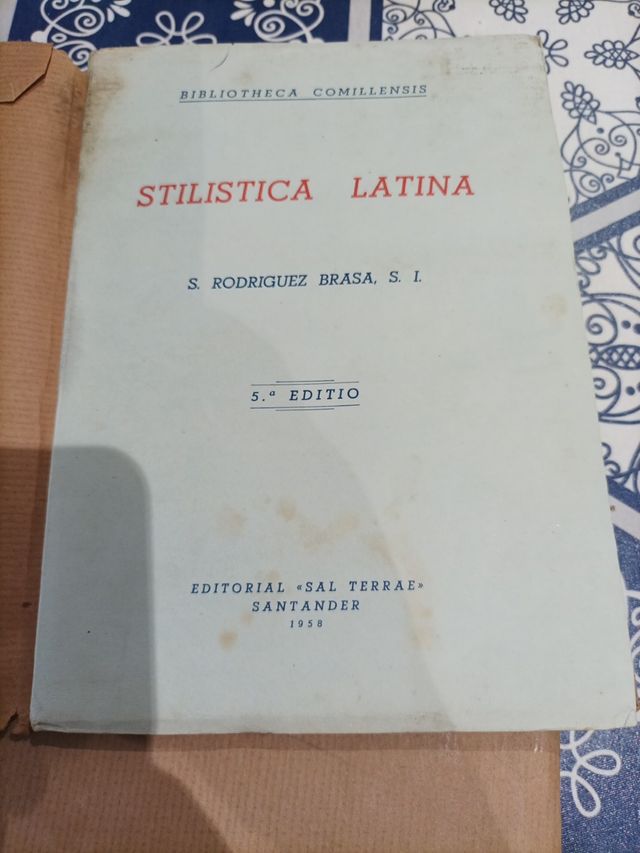 BIBLIOTHECA COMILLENSIS
STILISTICA LATINA
S. RODRIGUEZ BRASA, S. I.
5.ª EDITIO
EDITORIAL «SAL TERRAE»
SANTANDER
1958